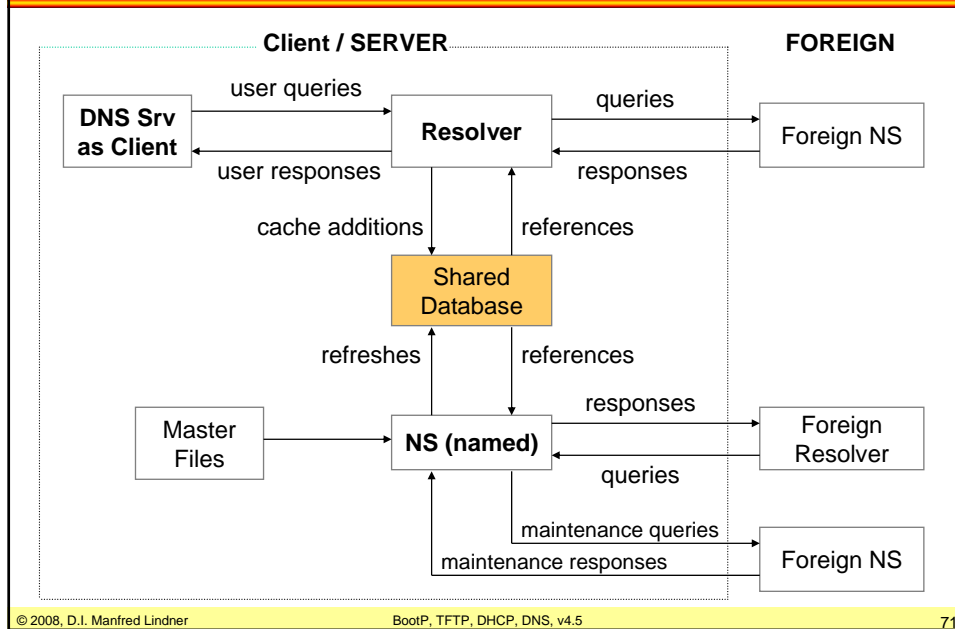 Client / SERVER
FOREIGN
user queries
queries
DNS Srv
as Client
Resolver
Foreign NS
user responses
responses
cache additions
references
Shared
Database
refreshes
references
responses
Master
Files
NS (named)
Foreign
Resolver
queries
maintenance queries
maintenance responses
Foreign NS
© 2008, D.I. Manfred Lindner
BootP, TFTP, DHCP, DNS, v4.5
71